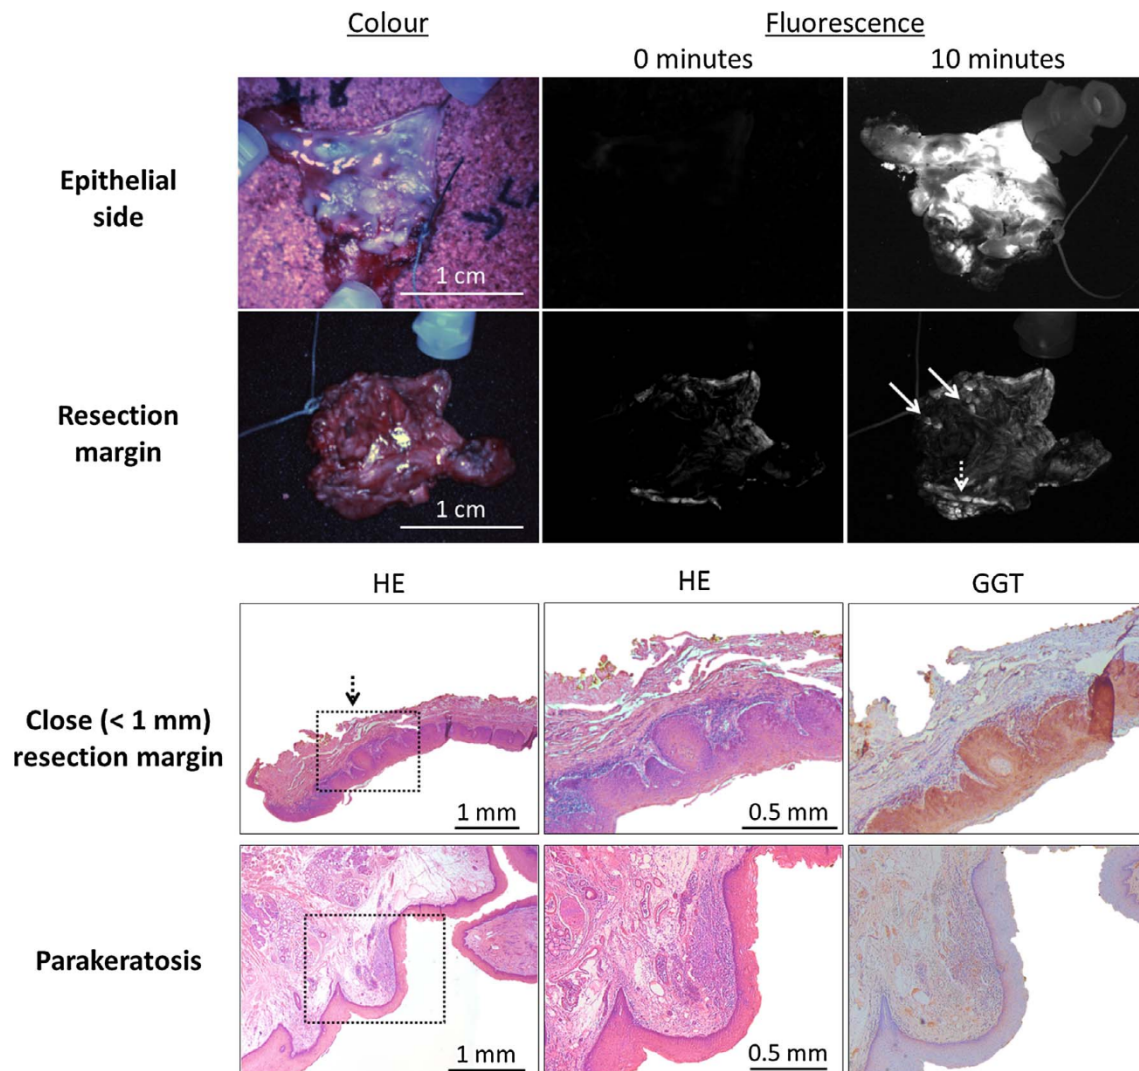 Colour
Fluorescence
0 minutes
10 minutes
Epithelial
side
1 cm
Resection
margin
1 cm
HE
HE
GGT
Close (< 1 mm)
resection margin
1 mm
0.5 mm
Parakeratosis
1 mm
0.5 mm